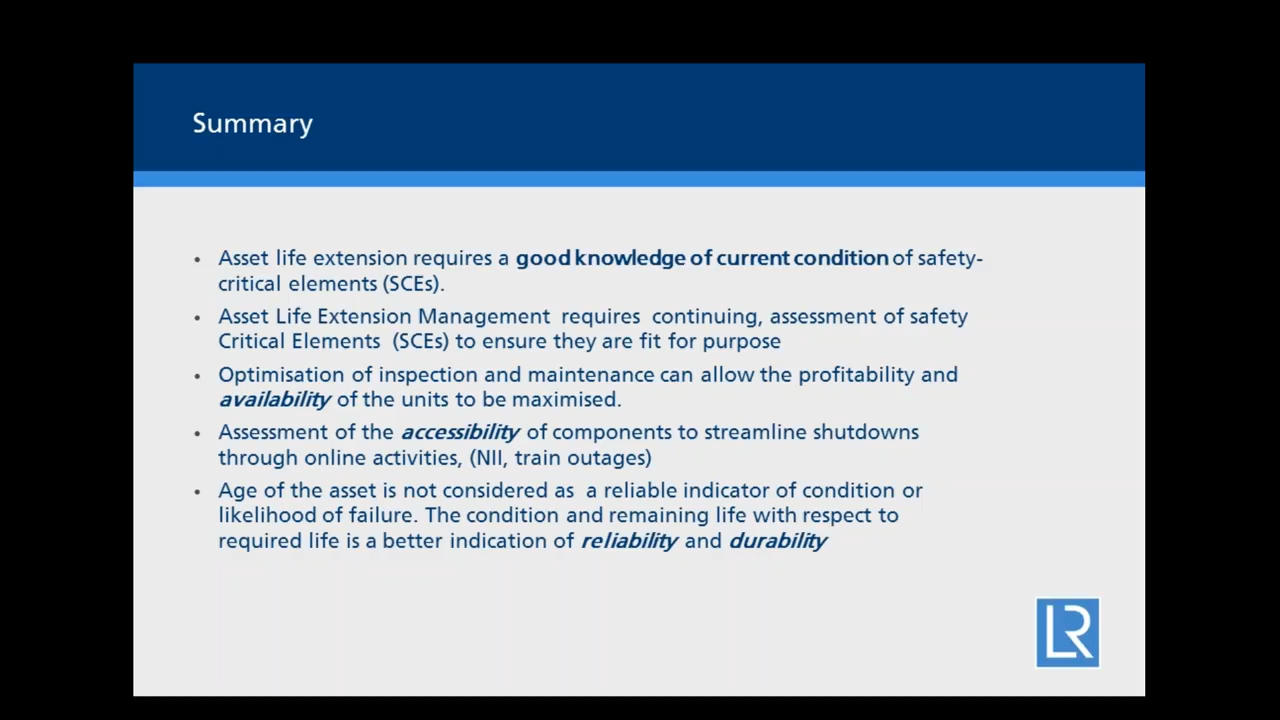 Summary
• Asset life extension requires a good knowledge of current condition of safety-
critical elements (SCEs).
• Asset Life Extension Management requires continuing, assessment of safety
Critical Elements (SCEs) to ensure they are fit for purpose
• Optimisation of inspection and maintenance can allow the profitability and
availability of the units to be maximised.
• Assessment of the accessibility of components to streamline shutdowns
through online activities, (NII, train outages)
• Age of the asset is not considered as a reliable indicator of condition or
likelihood of failure. The condition and remaining life with respect to
required life is a better indication of reliability and durability
LR